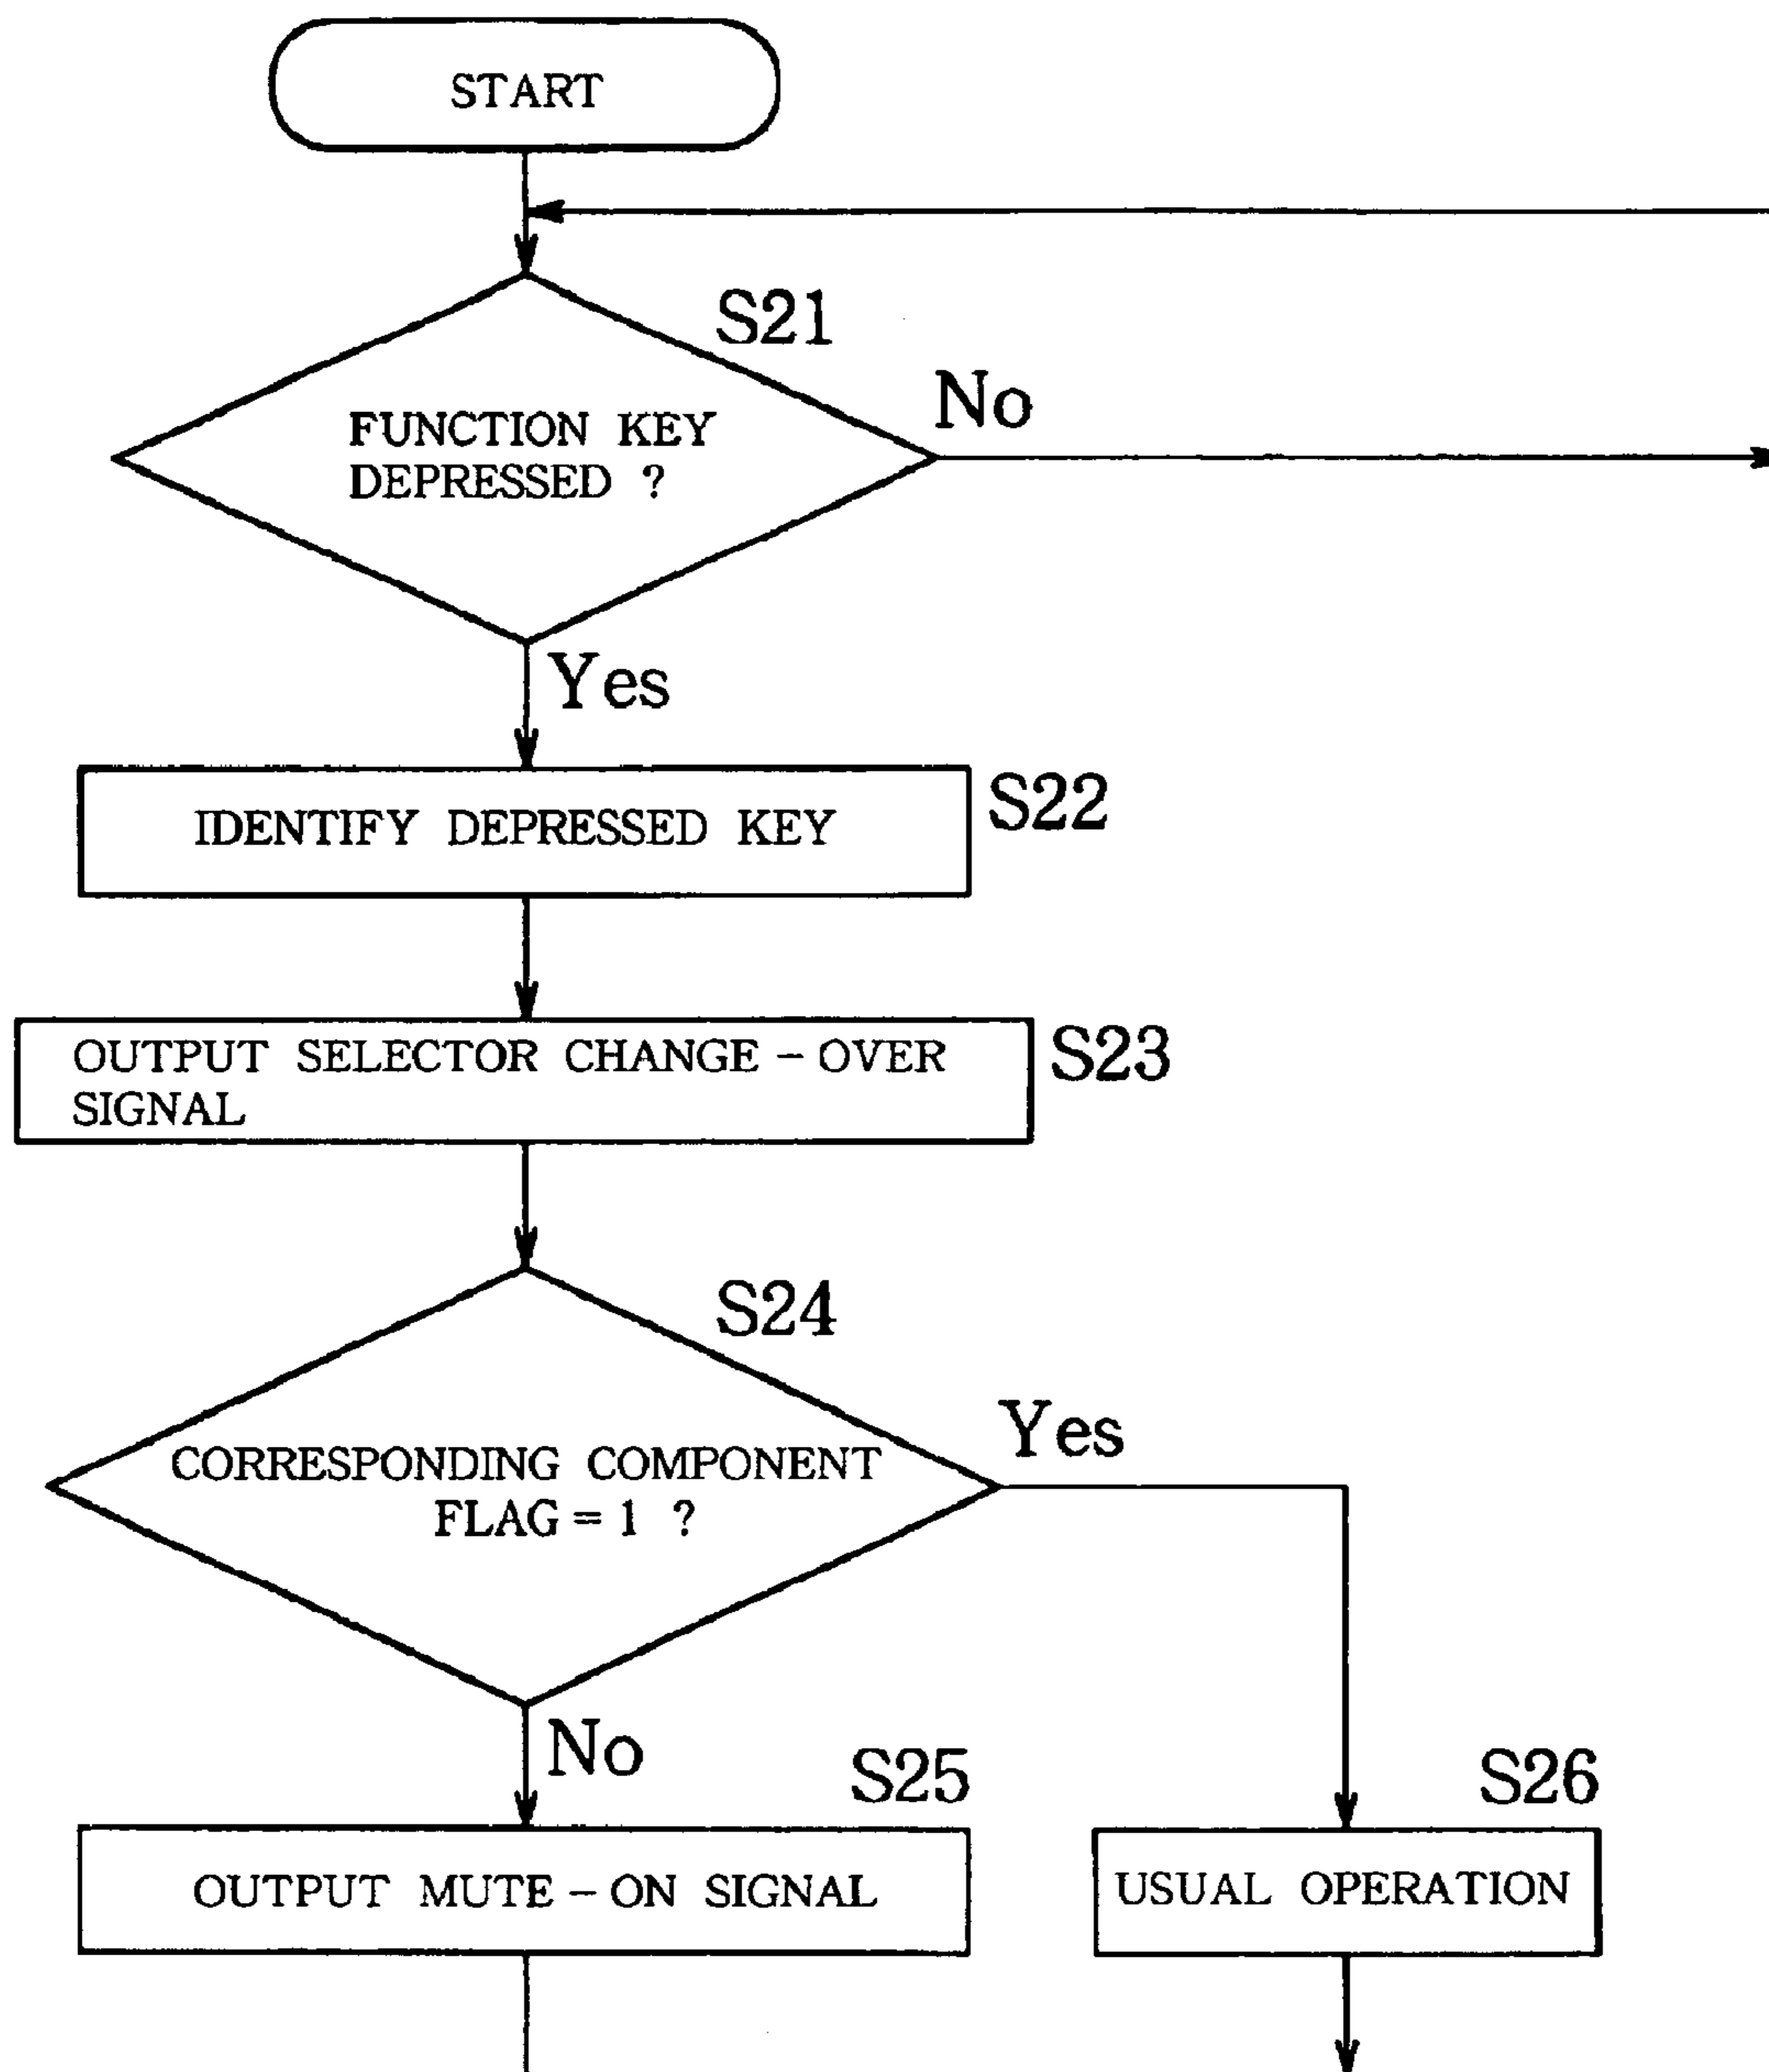 START
S21
No
FUNCTION KEY
DEPRESSED ?
Yes
IDENTIFY DEPRESSED KEY
S22
OUTPUT SELECTOR CHANGE - OVER
SIGNAL
S23
S24
Yes
CORRESPONDING COMPONENT
FLAG = 1 ?
No
S25
S26
OUTPUT MUTE - ON SIGNAL
USUAL OPERATION